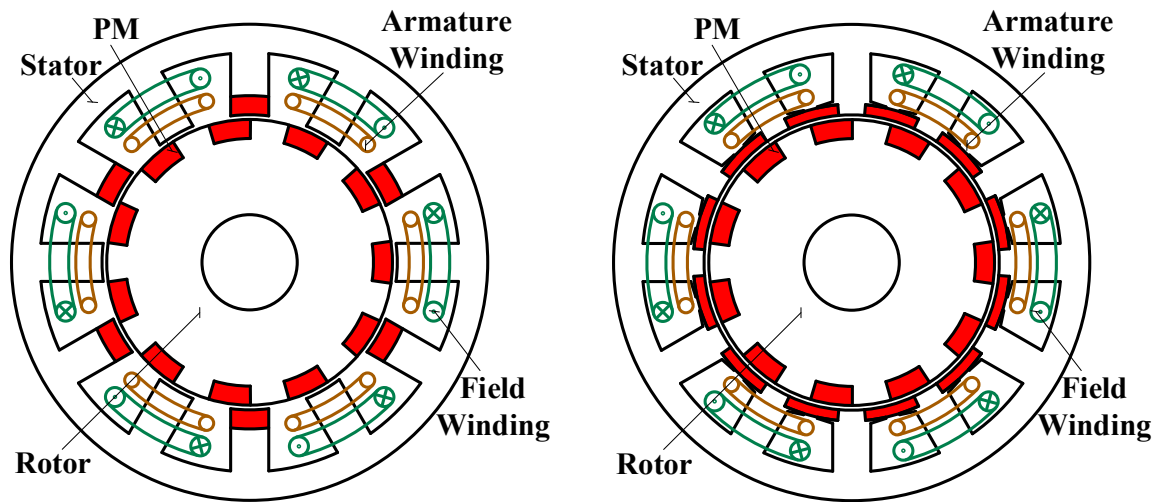 PM
Armature
Winding
Stator
Field
Winding
Rotor
PM
Armature
Winding
Stator
Field
Winding
Rotor